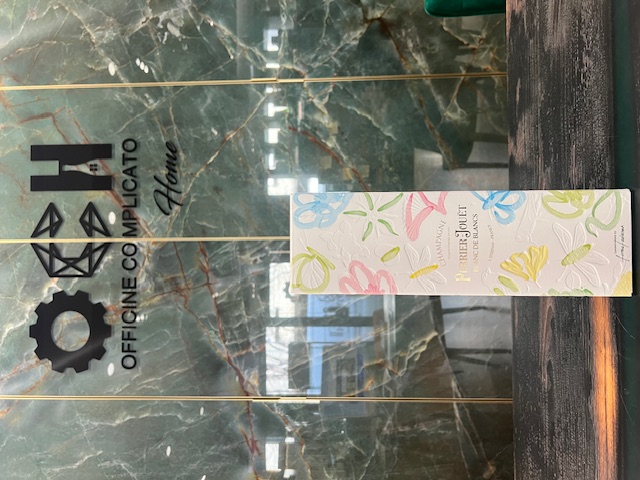 OFFICINE COMPLICATO
Home
CHAMPAGNE
PERRIER-JOUËT
BLANC DE BLANCS